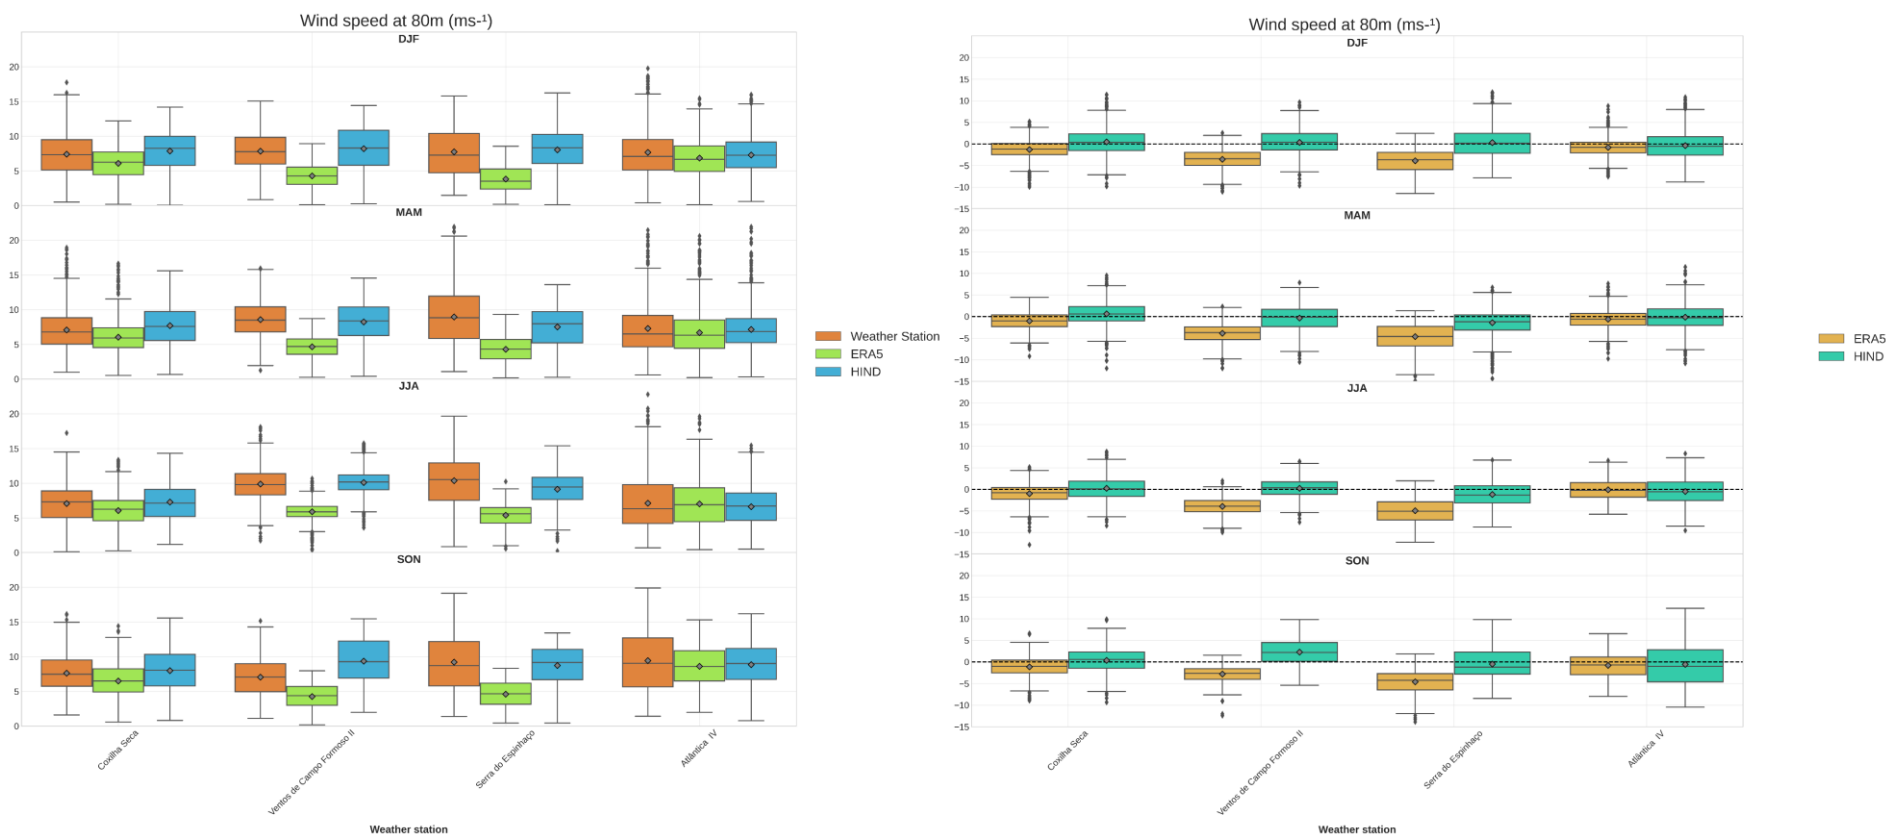 Wind speed at 80m (ms-¹)
DJF
20
15
10
5
0
MAM
20
15
10
5
0
JJA
20
15
10
5
0
SON
20
15
10
5
0
Coxilha Seca
Ventos de Campo Formoso II
Serra do Espinhaço
Atlântica IV
Weather station
Weather Station
ERA5
HIND
Wind speed at 80m (ms-¹)
DJF
20
15
10
5
0
−5
−10
−15
MAM
20
15
10
5
0
−5
−10
−15
JJA
20
15
10
5
0
−5
−10
−15
SON
20
15
10
5
0
−5
−10
−15
Coxilha Seca
Ventos de Campo Formoso II
Serra do Espinhaço
Atlântica IV
Weather station
ERA5
HIND